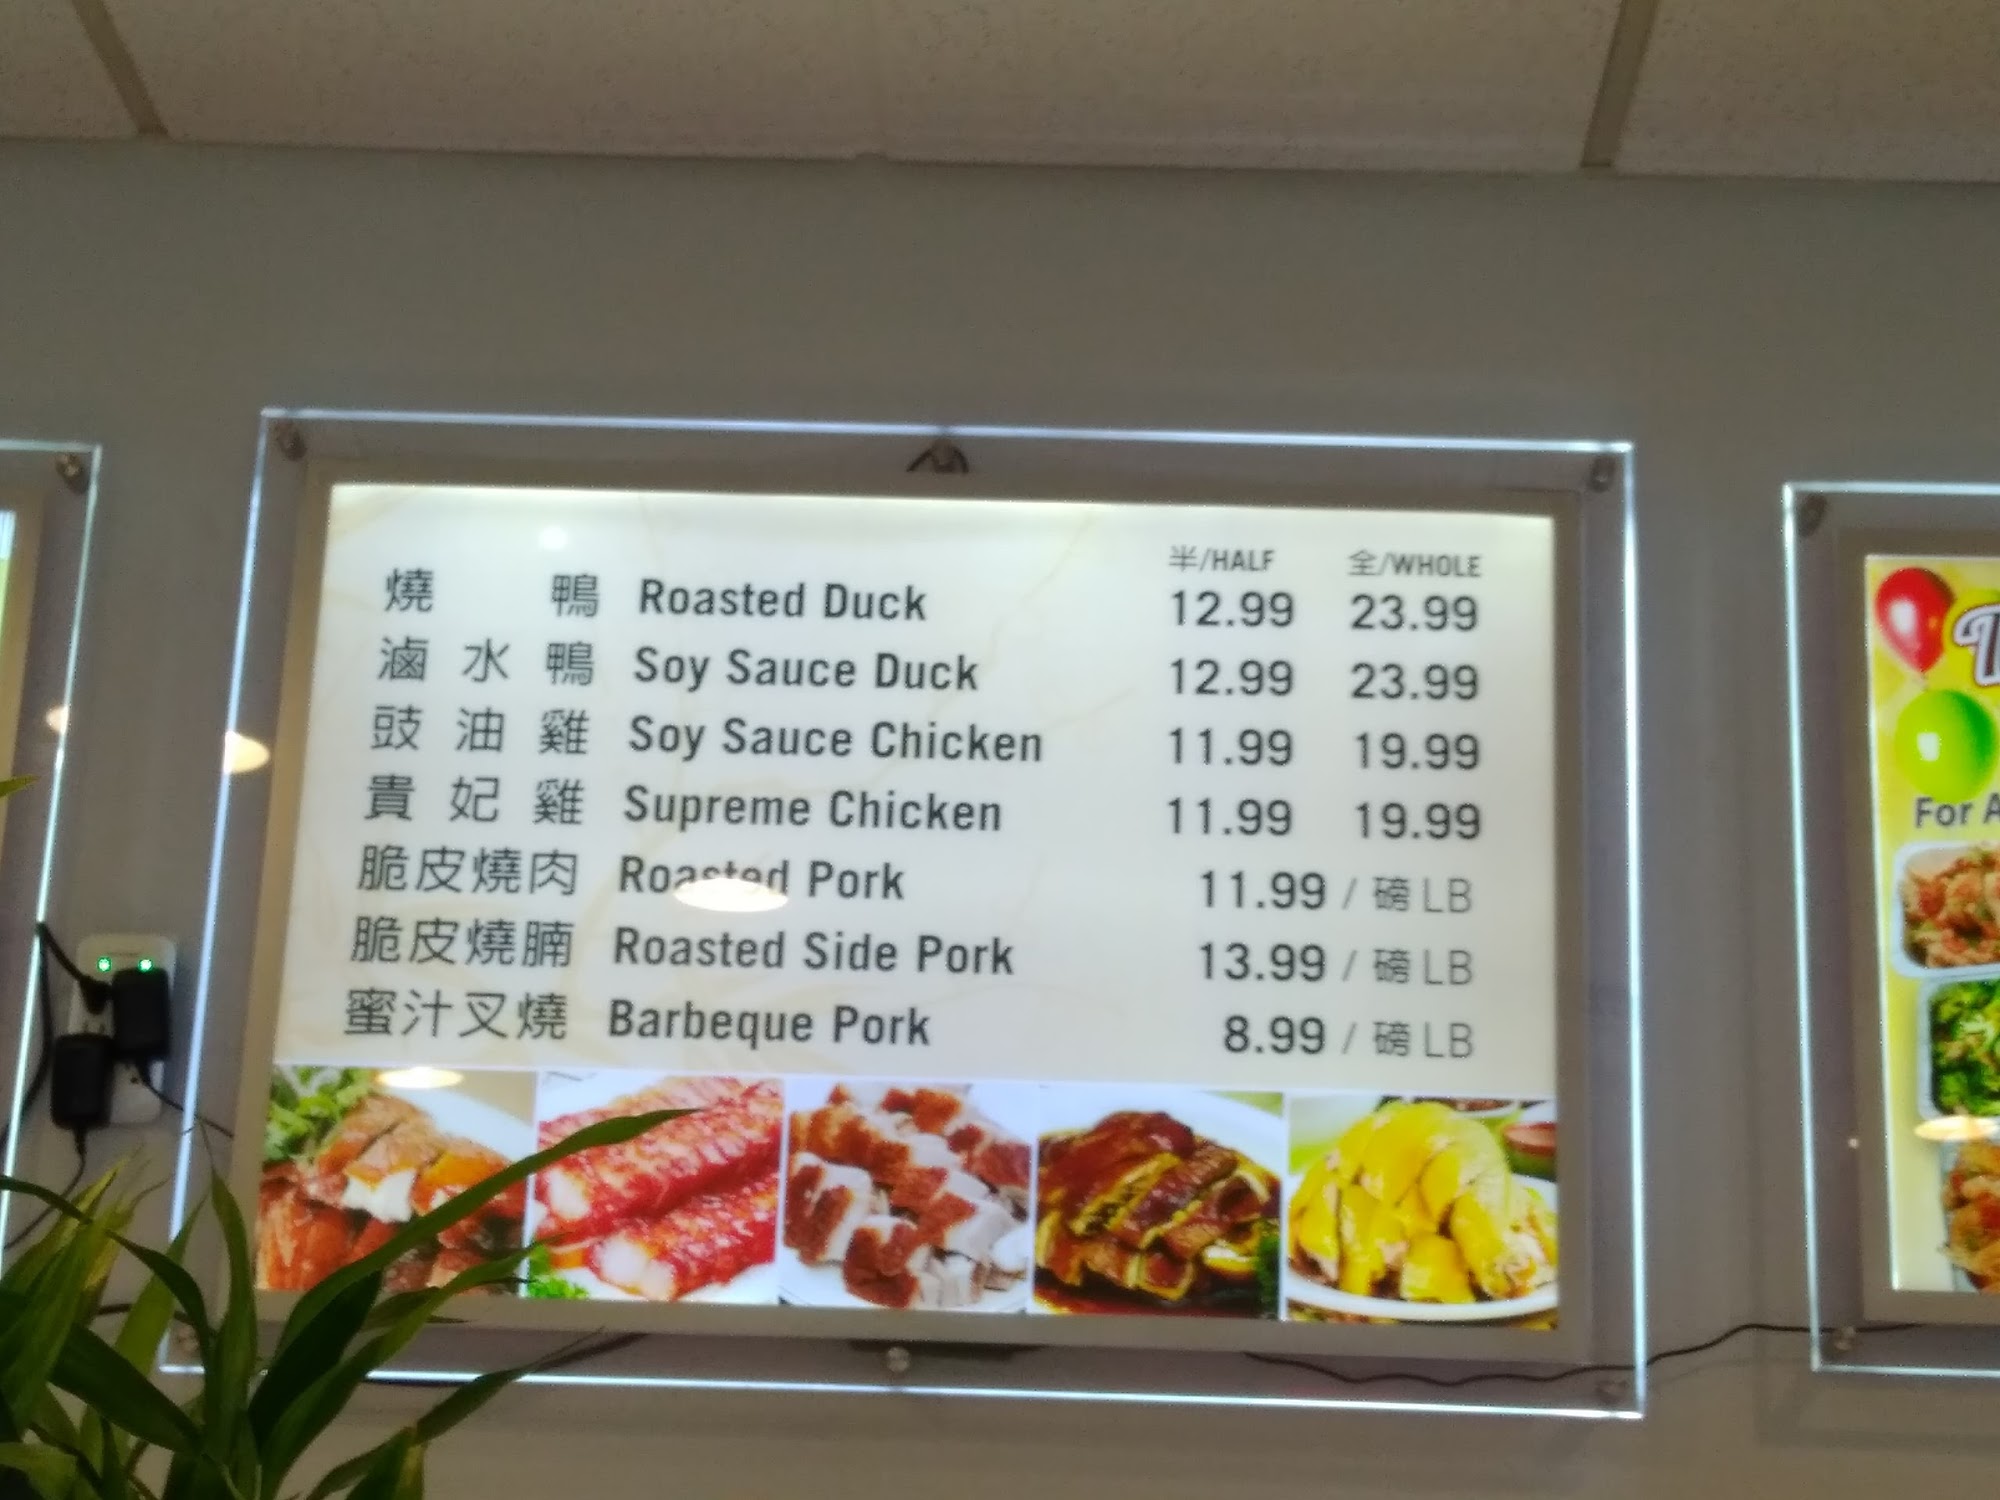 半/HALF 全/WHOLE
燒鴨 Roasted Duck 12.99 23.99
滷水鴨 Soy Sauce Duck 12.99 23.99
豉油雞 Soy Sauce Chicken 11.99 19.99
貴妃雞 Supreme Chicken 11.99 19.99
脆皮燒肉 Roasted Pork 11.99 / 磅 LB
脆皮燒腩 Roasted Side Pork 13.99 / 磅 LB
蜜汁叉燒 Barbeque Pork 8.99 / 磅 LB
For